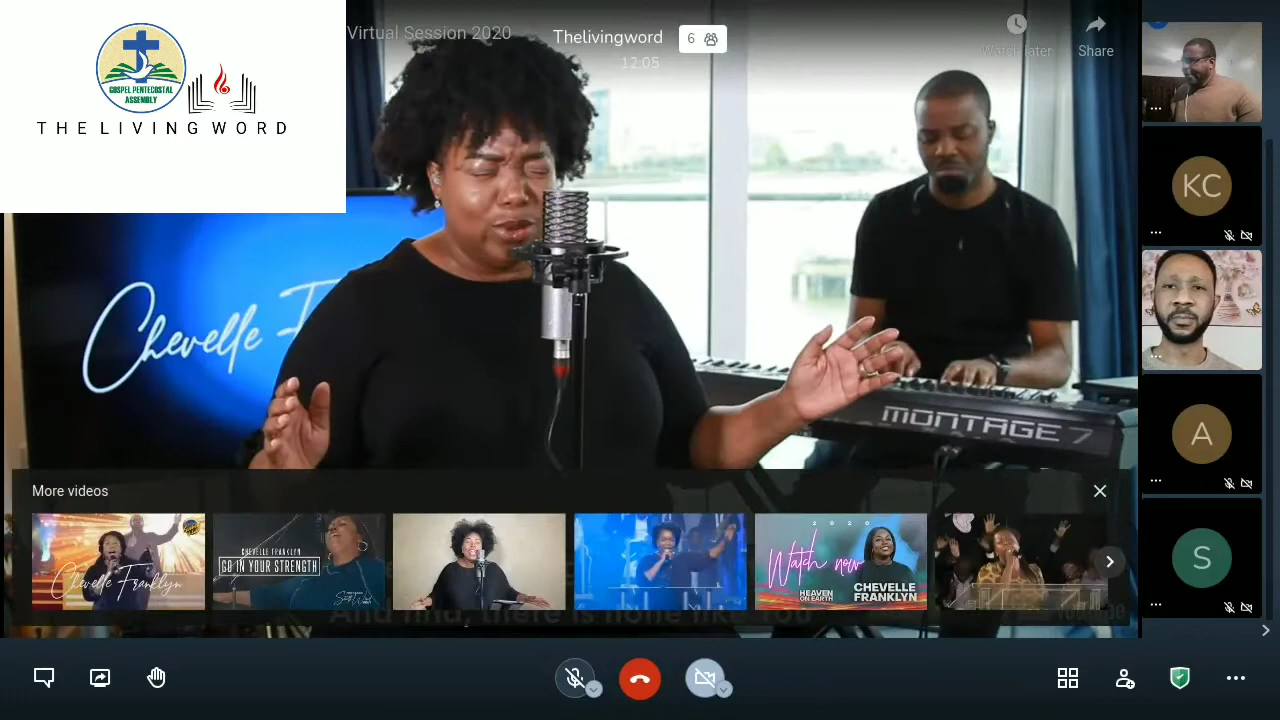 Virtual Session 2020
Thelivingword
6
12:05
Watch later
Share
GOSPEL PENTECOSTAL
ASSEMBLY
THE LIVING WORD
KC
Chevelle F
MONTAGE 7
A
S
More videos
Chevelle Franklyn
CHEVELLE FRANKLYN
GO IN YOUR STRENGTH
2020
Watch now
HEAVEN
ON EARTH
CHEVELLE
FRANKLYN
And find, there is none like You